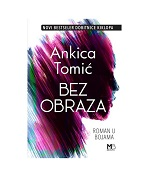 NOVI BESTSELER DOBITNICE KIKLOPA
Ankica
Tomić
BEZ
OBRAZA
ROMAN U
BOJAMA
M